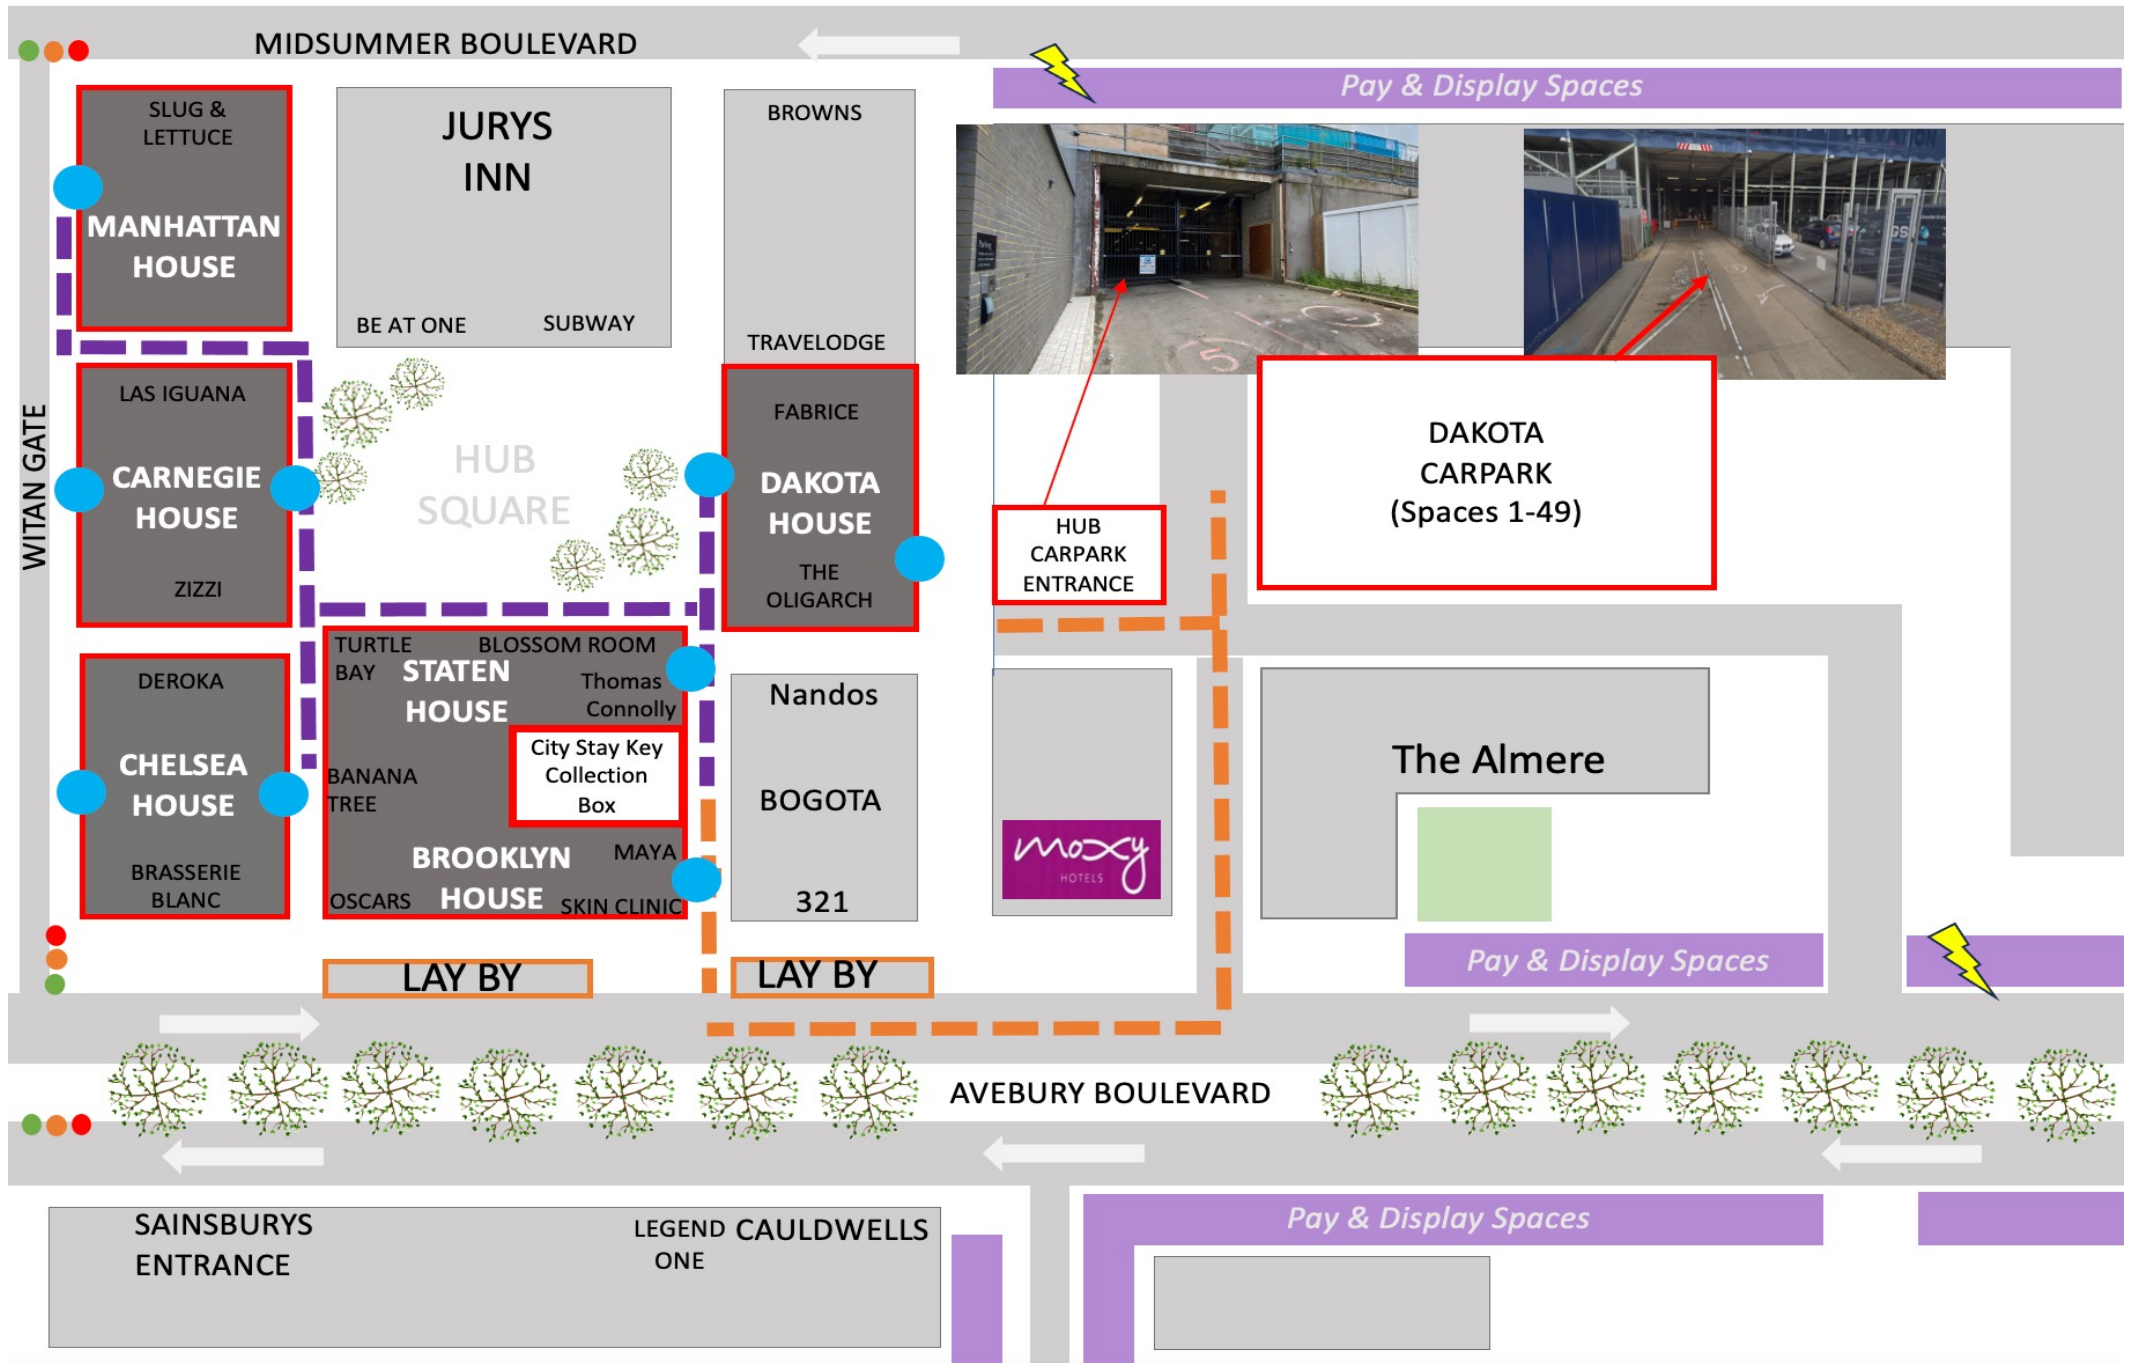 MIDSUMMER BOULEVARD
Pay & Display Spaces
SLUG &
LETTUCE
MANHATTAN
HOUSE
JURYS
INN
BE AT ONE
SUBWAY
BROWNS
TRAVELODGE
WITAN GATE
LAS IGUANA
CARNEGIE
HOUSE
ZIZZI
HUB
SQUARE
FABRICE
DAKOTA
HOUSE
THE
OLIGARCH
HUB
CARPARK
ENTRANCE
DAKOTA
CARPARK
(Spaces 1-49)
DEROKA
CHELSEA
HOUSE
BRASSERIE
BLANC
TURTLE
BAY
BLOSSOM ROOM
STATEN
HOUSE
Thomas
Connolly
City Stay Key
Collection
Box
BANANA
TREE
BROOKLYN
HOUSE
MAYA
OSCARS
SKIN CLINIC
Nandos
BOGOTA
321
moxy
HOTELS
The Almere
Pay & Display Spaces
LAY BY
LAY BY
AVEBURY BOULEVARD
SAINSBURYS
ENTRANCE
LEGEND
ONE
CAULDWELLS
Pay & Display Spaces